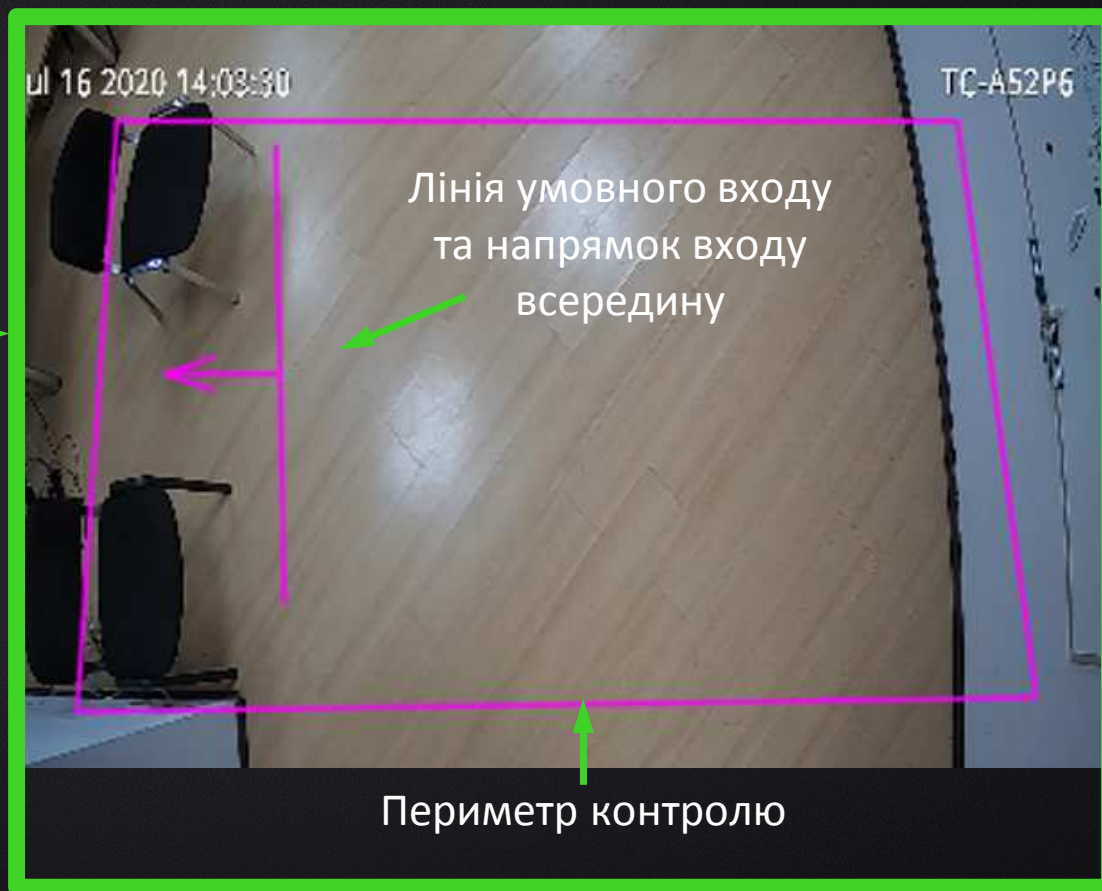 ul 16 2020 14:03:30
TC-A52P6
Лінія умовного входу
та напрямок входу
всередину
Периметр контролю